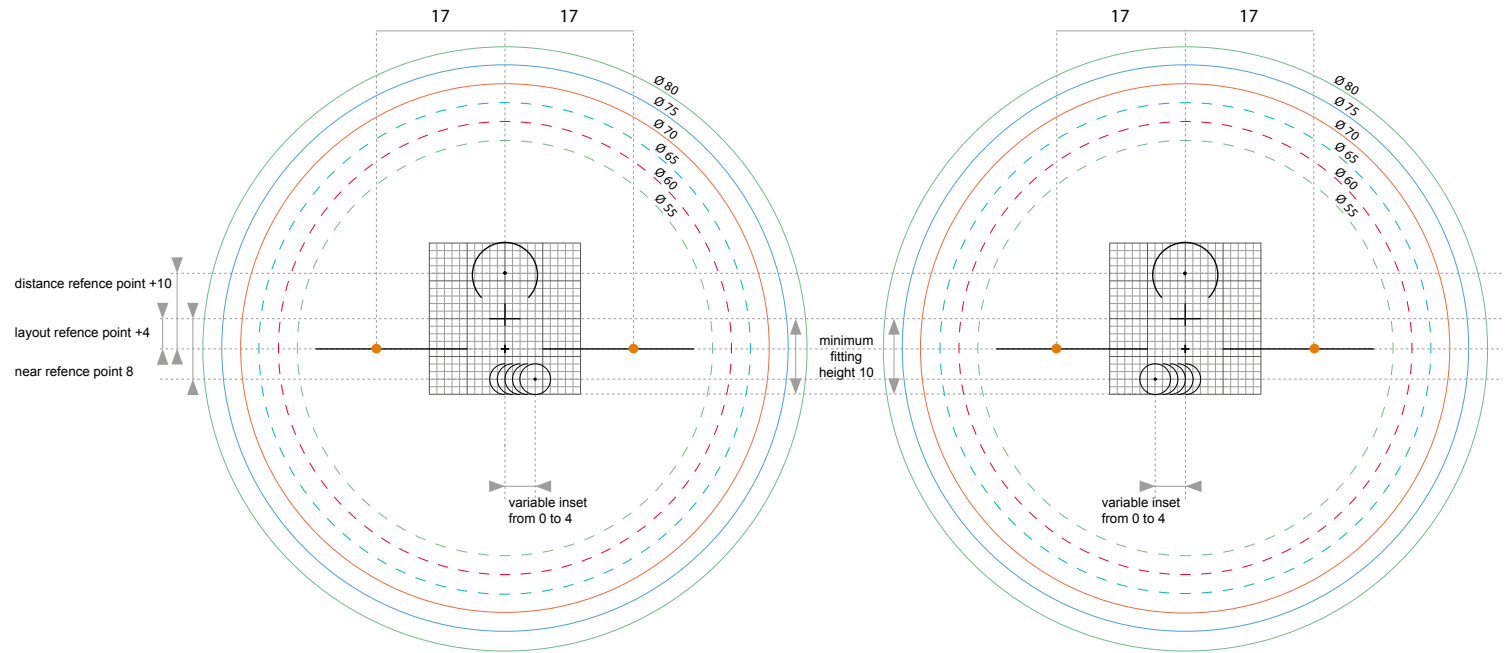 17 17 17 17
Ø 80
Ø 75
Ø 70
Ø 65
Ø 60
Ø 55
Ø 80
Ø 75
Ø 70
Ø 65
Ø 60
Ø 55
distance refence point +10
layout refence point +4
near refence point 8
minimum
fitting
height 10
variable inset
from 0 to 4
variable inset
from 0 to 4